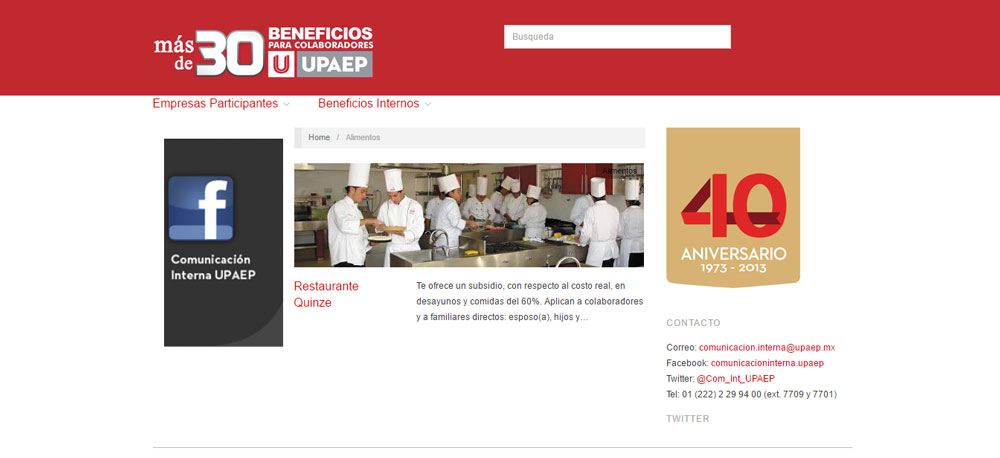 más de 30 BENEFICIOS
PARA COLABORADORES
U UPAEP
Busqueda
Empresas Participantes
Beneficios Internos
f
Comunicación
Interna UPAEP
Home / Alimentos
Alimentos
Restaurante
Quinze
Te ofrece un subsidio, con respecto al costo real, en
desayunos y comidas del 60%. Aplican a colaboradores
y a familiares directos: esposo(a), hijos y…
40
ANIVERSARIO
1973 - 2013
CONTACTO
Correo: comunicacion.interna@upaep.mx
Facebook: comunicacioninterna.upaep
Twitter: @Com_Int_UPAEP
Tel: 01 (222) 2 29 94 00 (ext. 7709 y 7701)
TWITTER